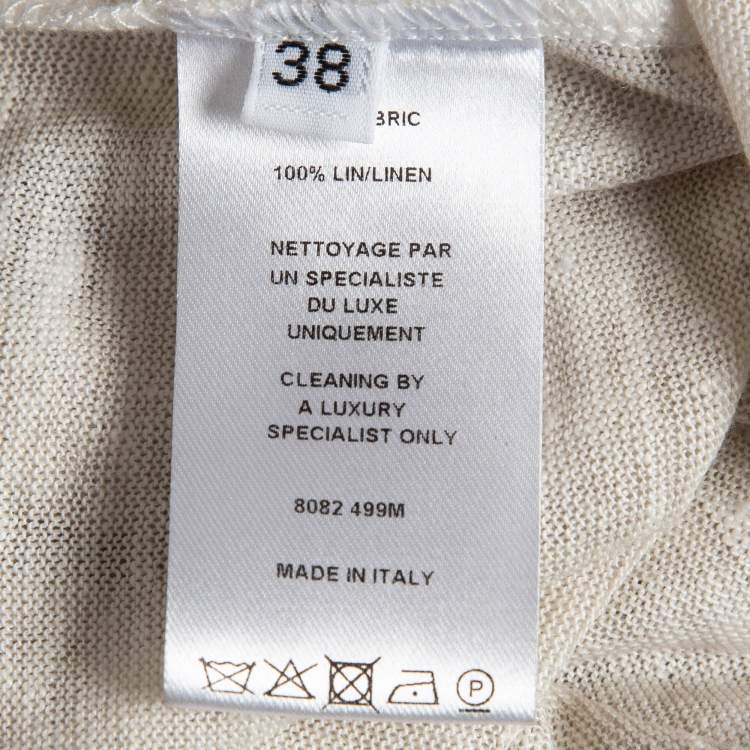 38
100% LIN/LINEN
NETTOYAGE PAR
UN SPECIALISTE
DU LUXE
UNIQUEMENT
CLEANING BY
A LUXURY
SPECIALIST ONLY
8082 499M
MADE IN ITALY
P